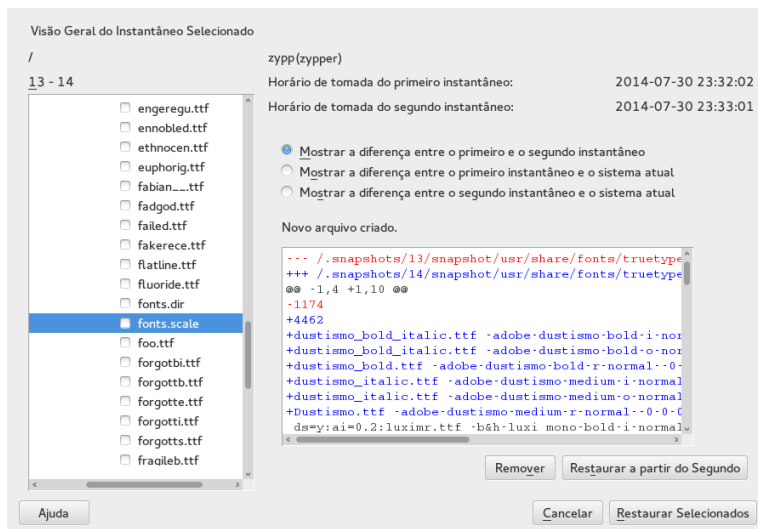 Visão Geral do Instantâneo Selecionado
/
13 - 14
engeregu.ttf
ennobled.ttf
ethnocen.ttf
euphorig.ttf
fabian__.ttf
fadgod.ttf
failed.ttf
fakerece.ttf
flatline.ttf
fluoride.ttf
fonts.dir
fonts.scale
foo.ttf
forgotbi.ttf
forgottb.ttf
forgotte.ttf
forgotti.ttf
forgotts.ttf
fragileb.ttf
zypp(zypper)
Horário de tomada do primeiro instantâneo: 2014-07-30 23:32:02
Horário de tomada do segundo instantâneo: 2014-07-30 23:33:01
Mostrar a diferença entre o primeiro e o segundo instantâneo
Mostrar a diferença entre o primeiro instantâneo e o sistema atual
Mostrar a diferença entre o segundo instantâneo e o sistema atual
Novo arquivo criado.
--- /.snapshots/13/snapshot/usr/share/fonts/truetype
+++ /.snapshots/14/snapshot/usr/share/fonts/truetype
@@ -1,4 +1,10 @@
-1174
+4462
+dustismo_bold_italic.ttf -adobe-dustismo-bold-i-nor
+dustismo_bold_italic.ttf -adobe-dustismo-bold-o-nor
+dustismo_bold.ttf -adobe-dustismo-bold-r-normal--0-
+dustismo_italic.ttf -adobe-dustismo-medium-i-normal
+dustismo_italic.ttf -adobe-dustismo-medium-o-normal
+Dustismo.ttf -adobe-dustismo-medium-r-normal--0-0-0
ds=y:ai=0.2:luximr.ttf -b&h-luxi mono-bold-i-normal
Remover
Restaurar a partir do Segundo
Ajuda
Cancelar
Restaurar Selecionados